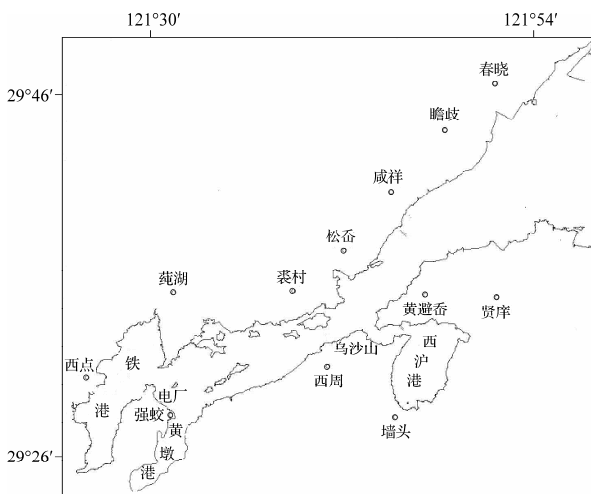 121°30′
121°54′
29°46′
春晓
瞻歧
咸祥
松岙
莼湖
裘村
黄避岙
贤庠
西沪港
乌沙山
西周
墙头
西点
铁港
电厂
强蛟
黄墩港
29°26′